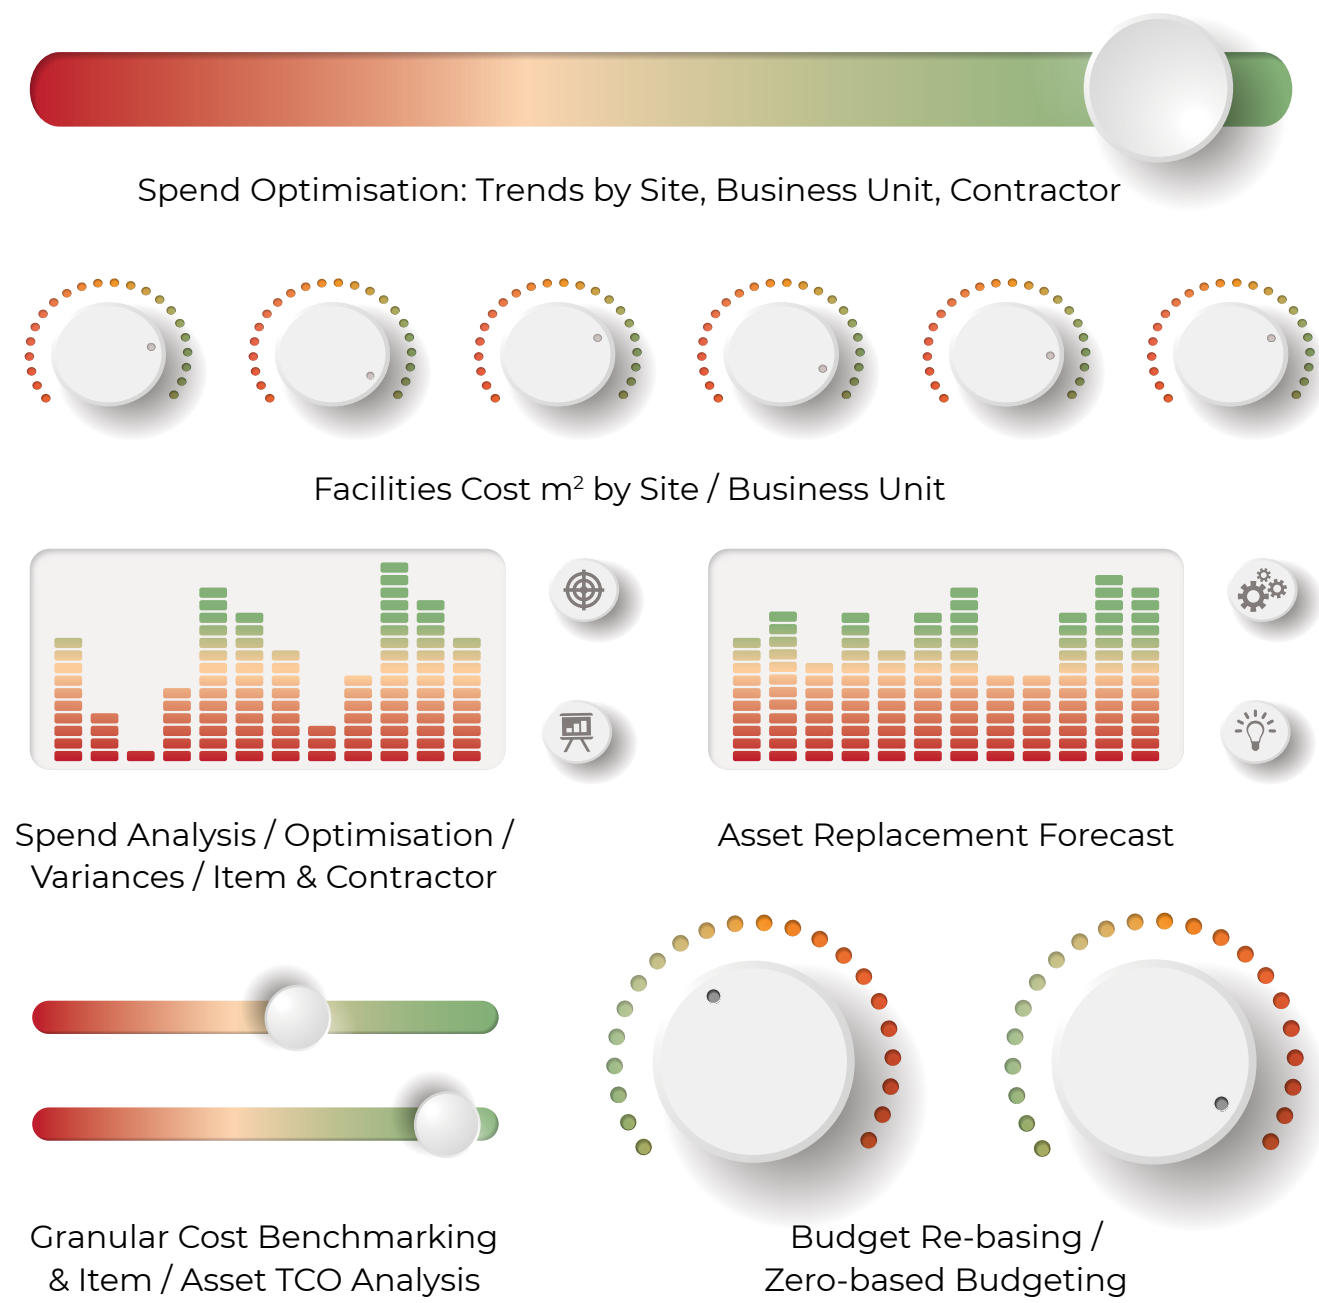 Spend Optimisation: Trends by Site, Business Unit, Contractor
Facilities Cost m² by Site / Business Unit
Spend Analysis / Optimisation /
Variances / Item & Contractor
Asset Replacement Forecast
Granular Cost Benchmarking
& Item / Asset TCO Analysis
Budget Re-basing /
Zero-based Budgeting